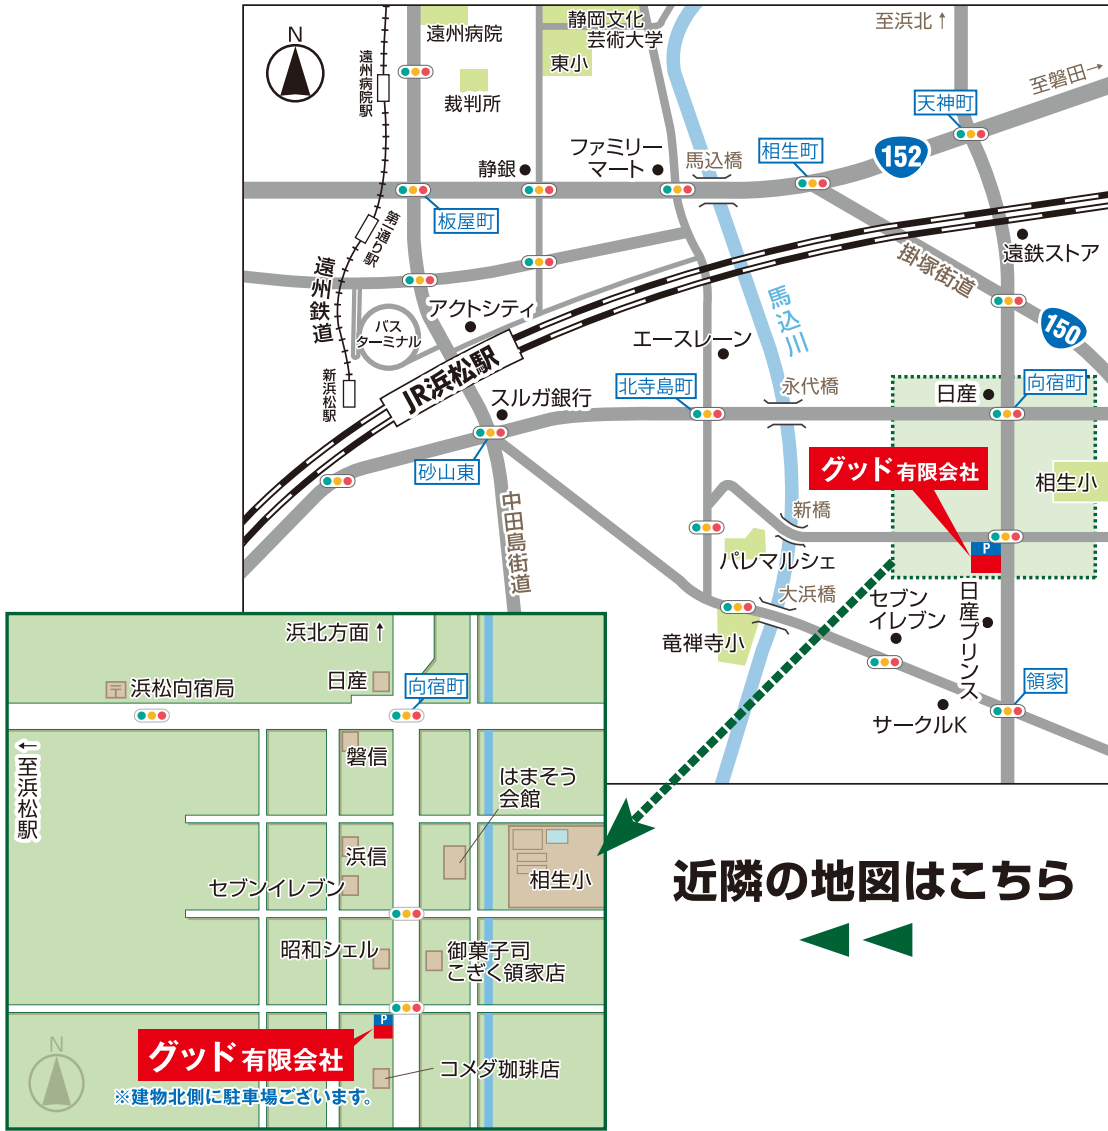 N
遠州病院
静岡文化
芸術大学
至浜北↑
遠州病院駅
裁判所
東小
至磐田→
天神町
静銀
ファミリー
マート
馬込橋
相生町
152
板屋町
第一通り駅
遠州鉄道
遠鉄ストア
掛塚街道
アクトシティ
バス
ターミナル
馬込川
150
エースレーン
新浜松駅
JR浜松駅
スルガ銀行
北寺島町
永代橋
日産
向宿町
砂山東
グッド有限会社
相生小
中田島街道
新橋
P
パレマルシェ
大浜橋
セブン
イレブン
日産プリンス
竜禅寺小
領家
サークルK
浜北方面↑
〒浜松向宿局
日産
向宿町
←至浜松駅
磐信
はまそう
会館
浜信
セブンイレブン
相生小
昭和シェル
御菓子司
こぎく領家店
P
グッド有限会社
N
コメダ珈琲店
※建物北側に駐車場ございます。
近隣の地図はこちら